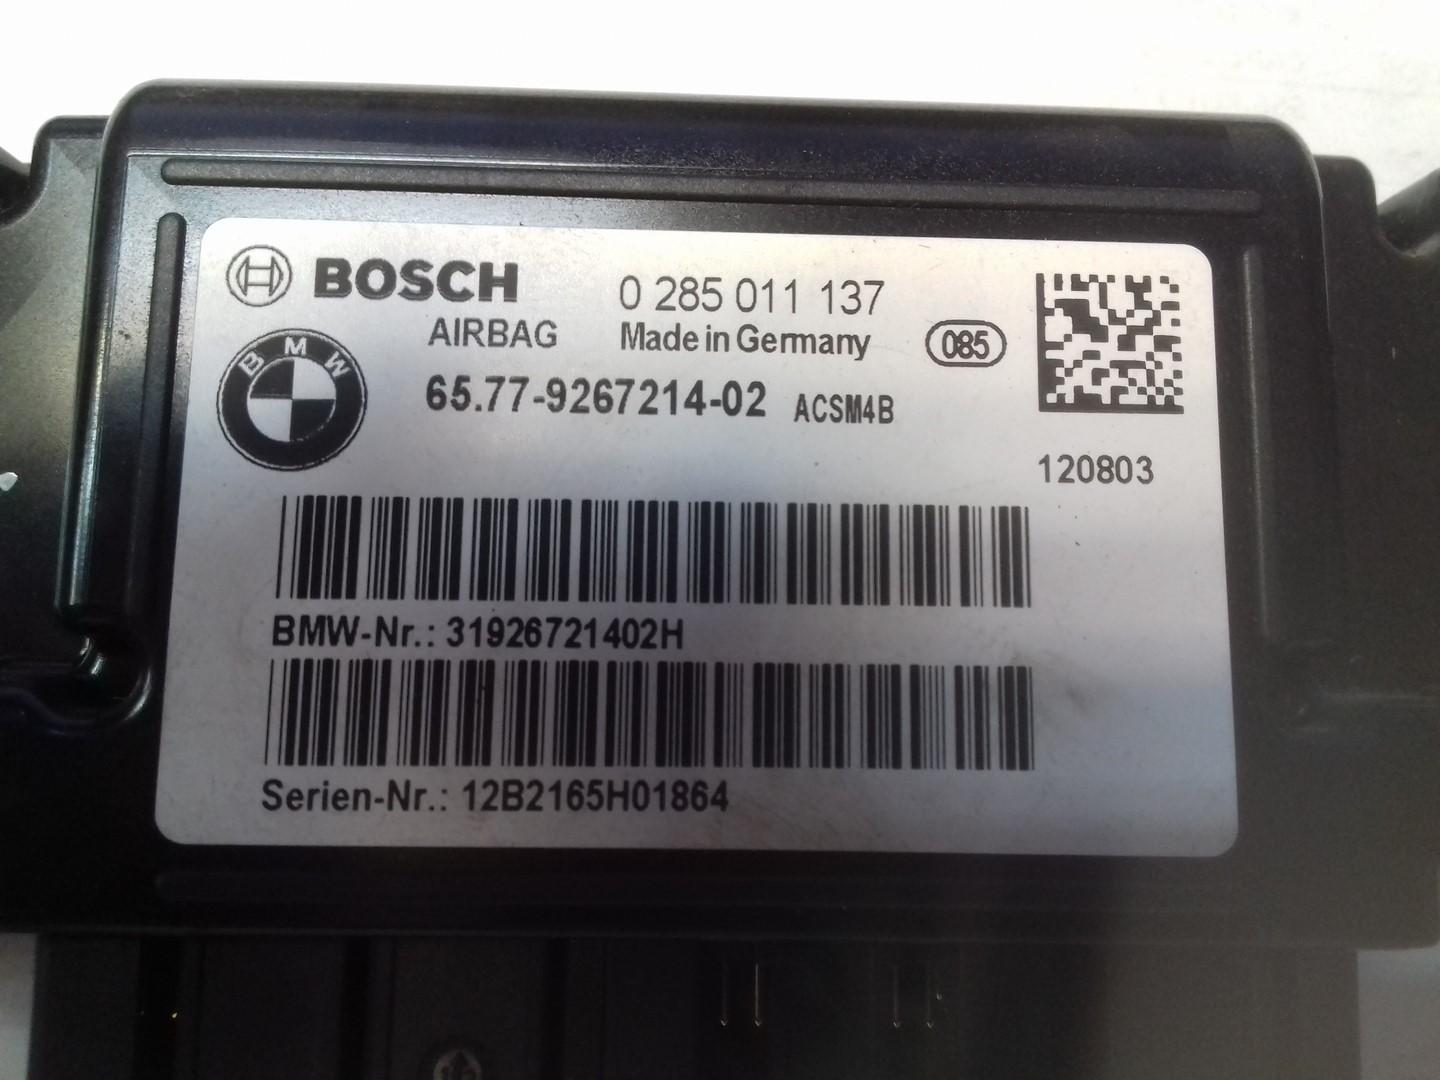 BOSCH 0 285 011 137
AIRBAG Made in Germany 085
BMW
65.77-9267214-02 ACSM4B
120803
BMW-Nr.: 31926721402H
Serien-Nr.: 12B2165H01864